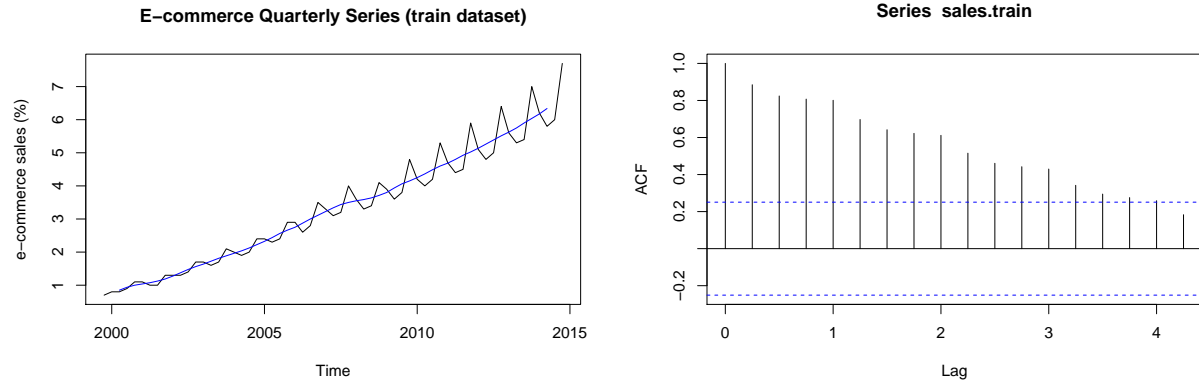 E−commerce Quarterly Series (train dataset)
e−commerce sales (%)
7
6
5
4
3
2
1
2000 2005 2010 2015
Time
Series sales.train
ACF
1.0
0.8
0.6
0.4
0.2
−0.2
0 1 2 3 4
Lag